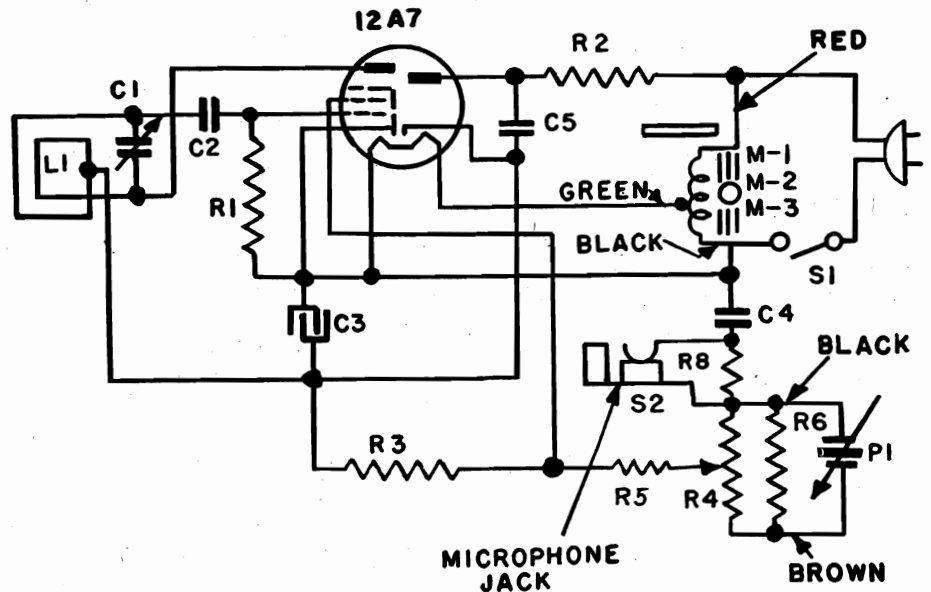 12A7
R2
RED
C1
C2
C5
L1
M-1
M-2
M-3
R1
GREEN
BLACK
S1
C3
C4
R8
BLACK
S2
R6
R3
P1
R5
R4
MICROPHONE
JACK
BROWN